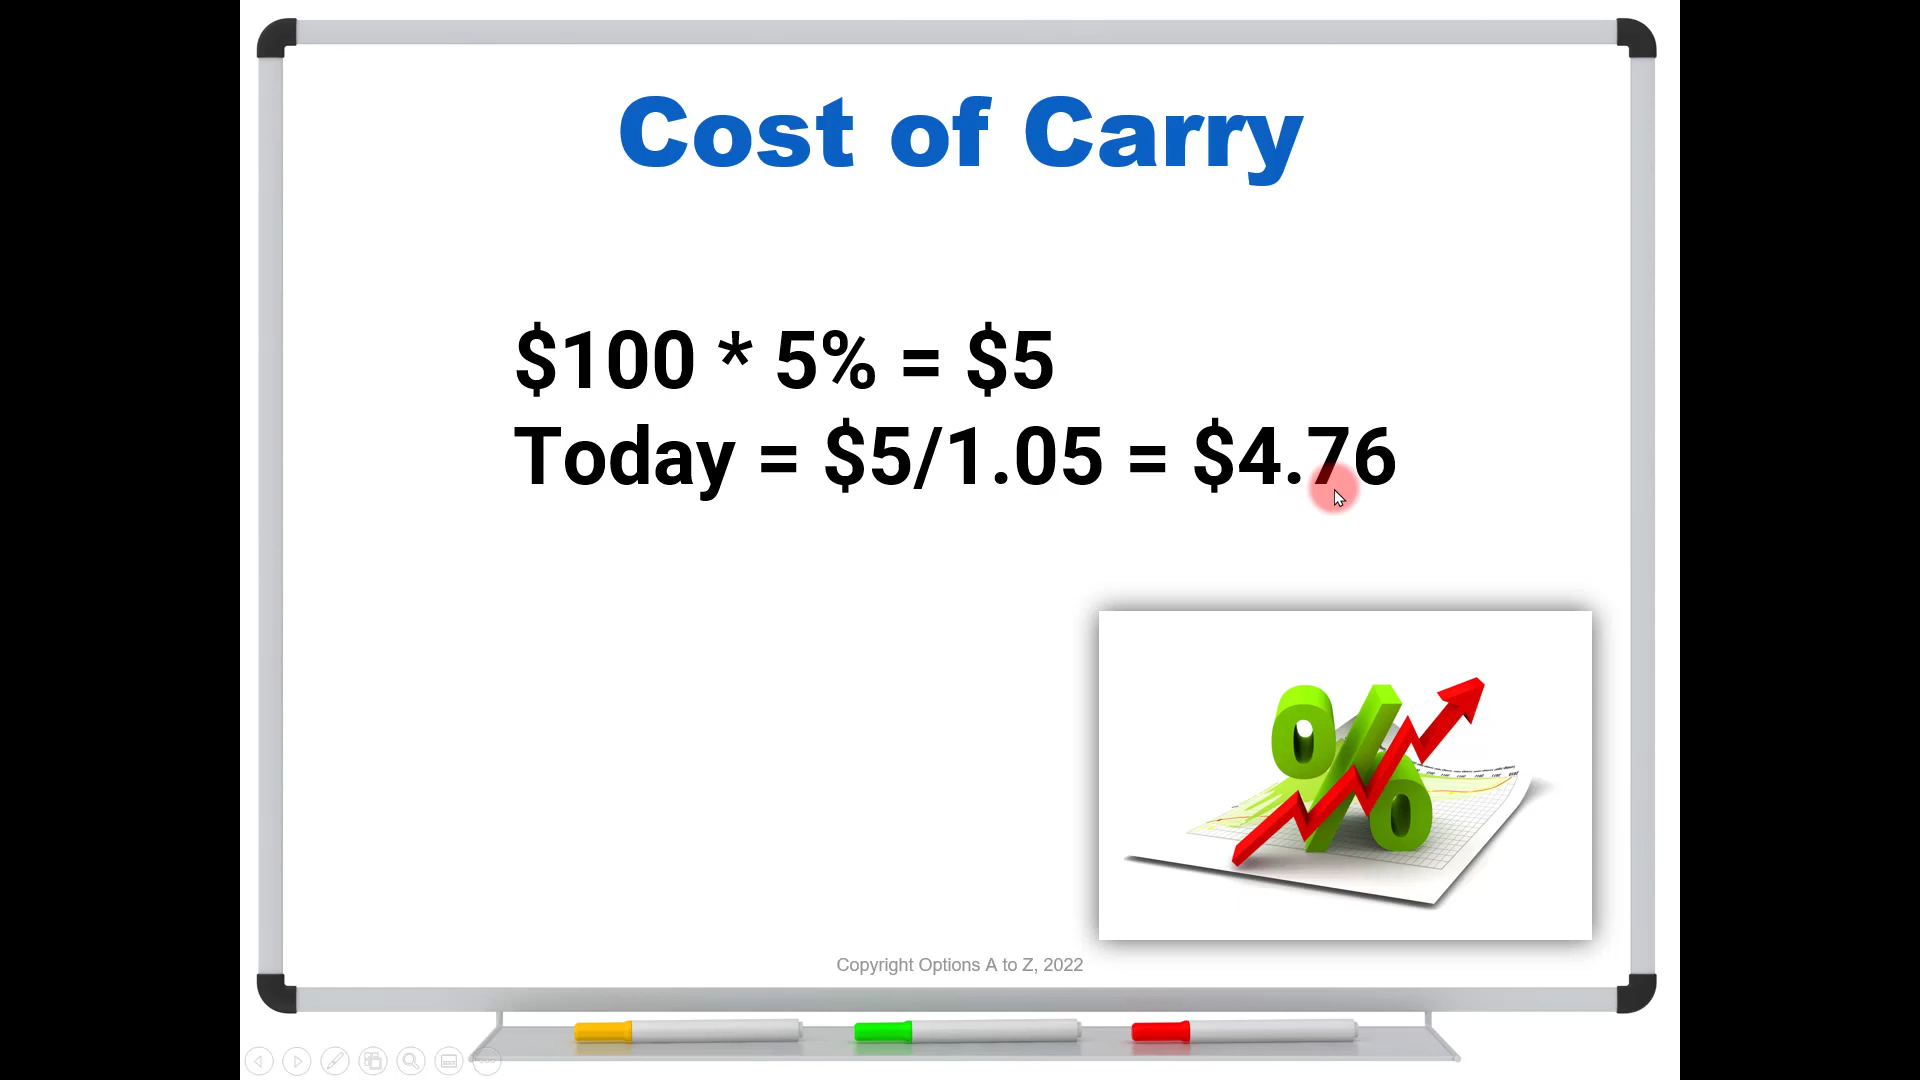 Cost of Carry
$100 * 5% = $5
Today = $5/1.05 = $4.76
%
Copyright Options A to Z, 2022